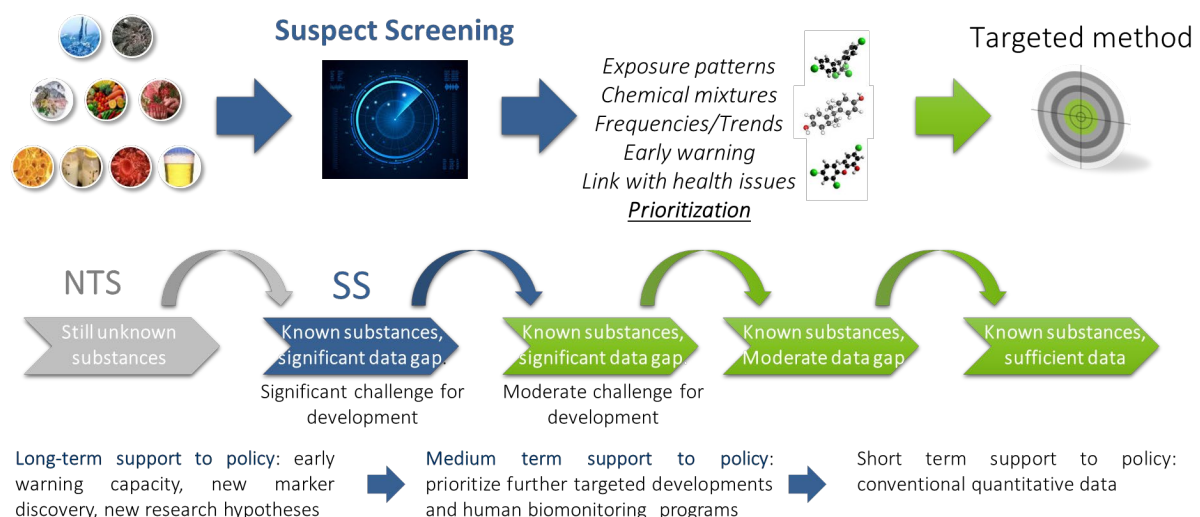 Suspect Screening
Targeted method
Exposure patterns
Chemical mixtures
Frequencies/Trends
Early warning
Link with health issues
Prioritization
NTS
SS
Still unknown
substances
Known substances,
significant data gap.
Known substances,
significant data gap.
Known substances,
Moderate data gap
Known substances,
sufficient data
Significant challenge for
development
Moderate challenge for
development
Long-term support to policy: early
warning capacity, new marker
discovery, new research hypotheses
Medium term support to policy:
prioritize further targeted developments
and human biomonitoring programs
Short term support to policy:
conventional quantitative data